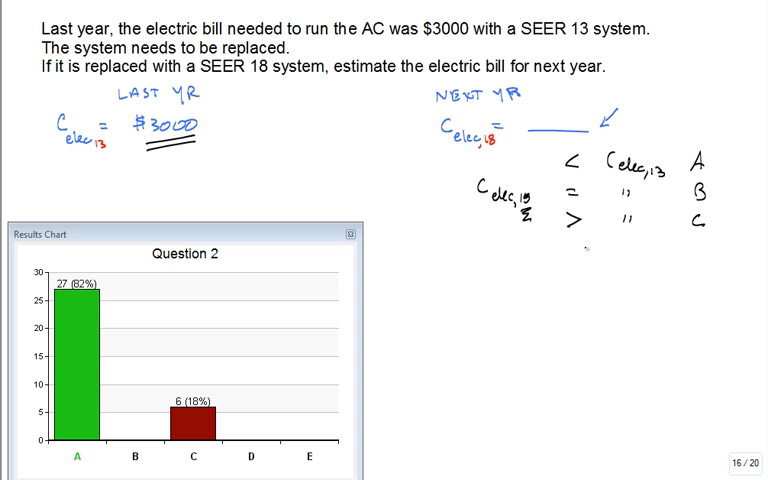 Last year, the electric bill needed to run the AC was $3000 with a SEER 13 system.
The system needs to be replaced.
If it is replaced with a SEER 18 system, estimate the electric bill for next year.
LAST YR
C elec,13 = $3000
NEXT YR
C elec,18 =
< C elec,13 A
C elec,18 = " B
> " C
Results Chart
Question 2
30
27 (82%)
25
20
15
10
6 (18%)
5
0
A B C D E
16 / 20